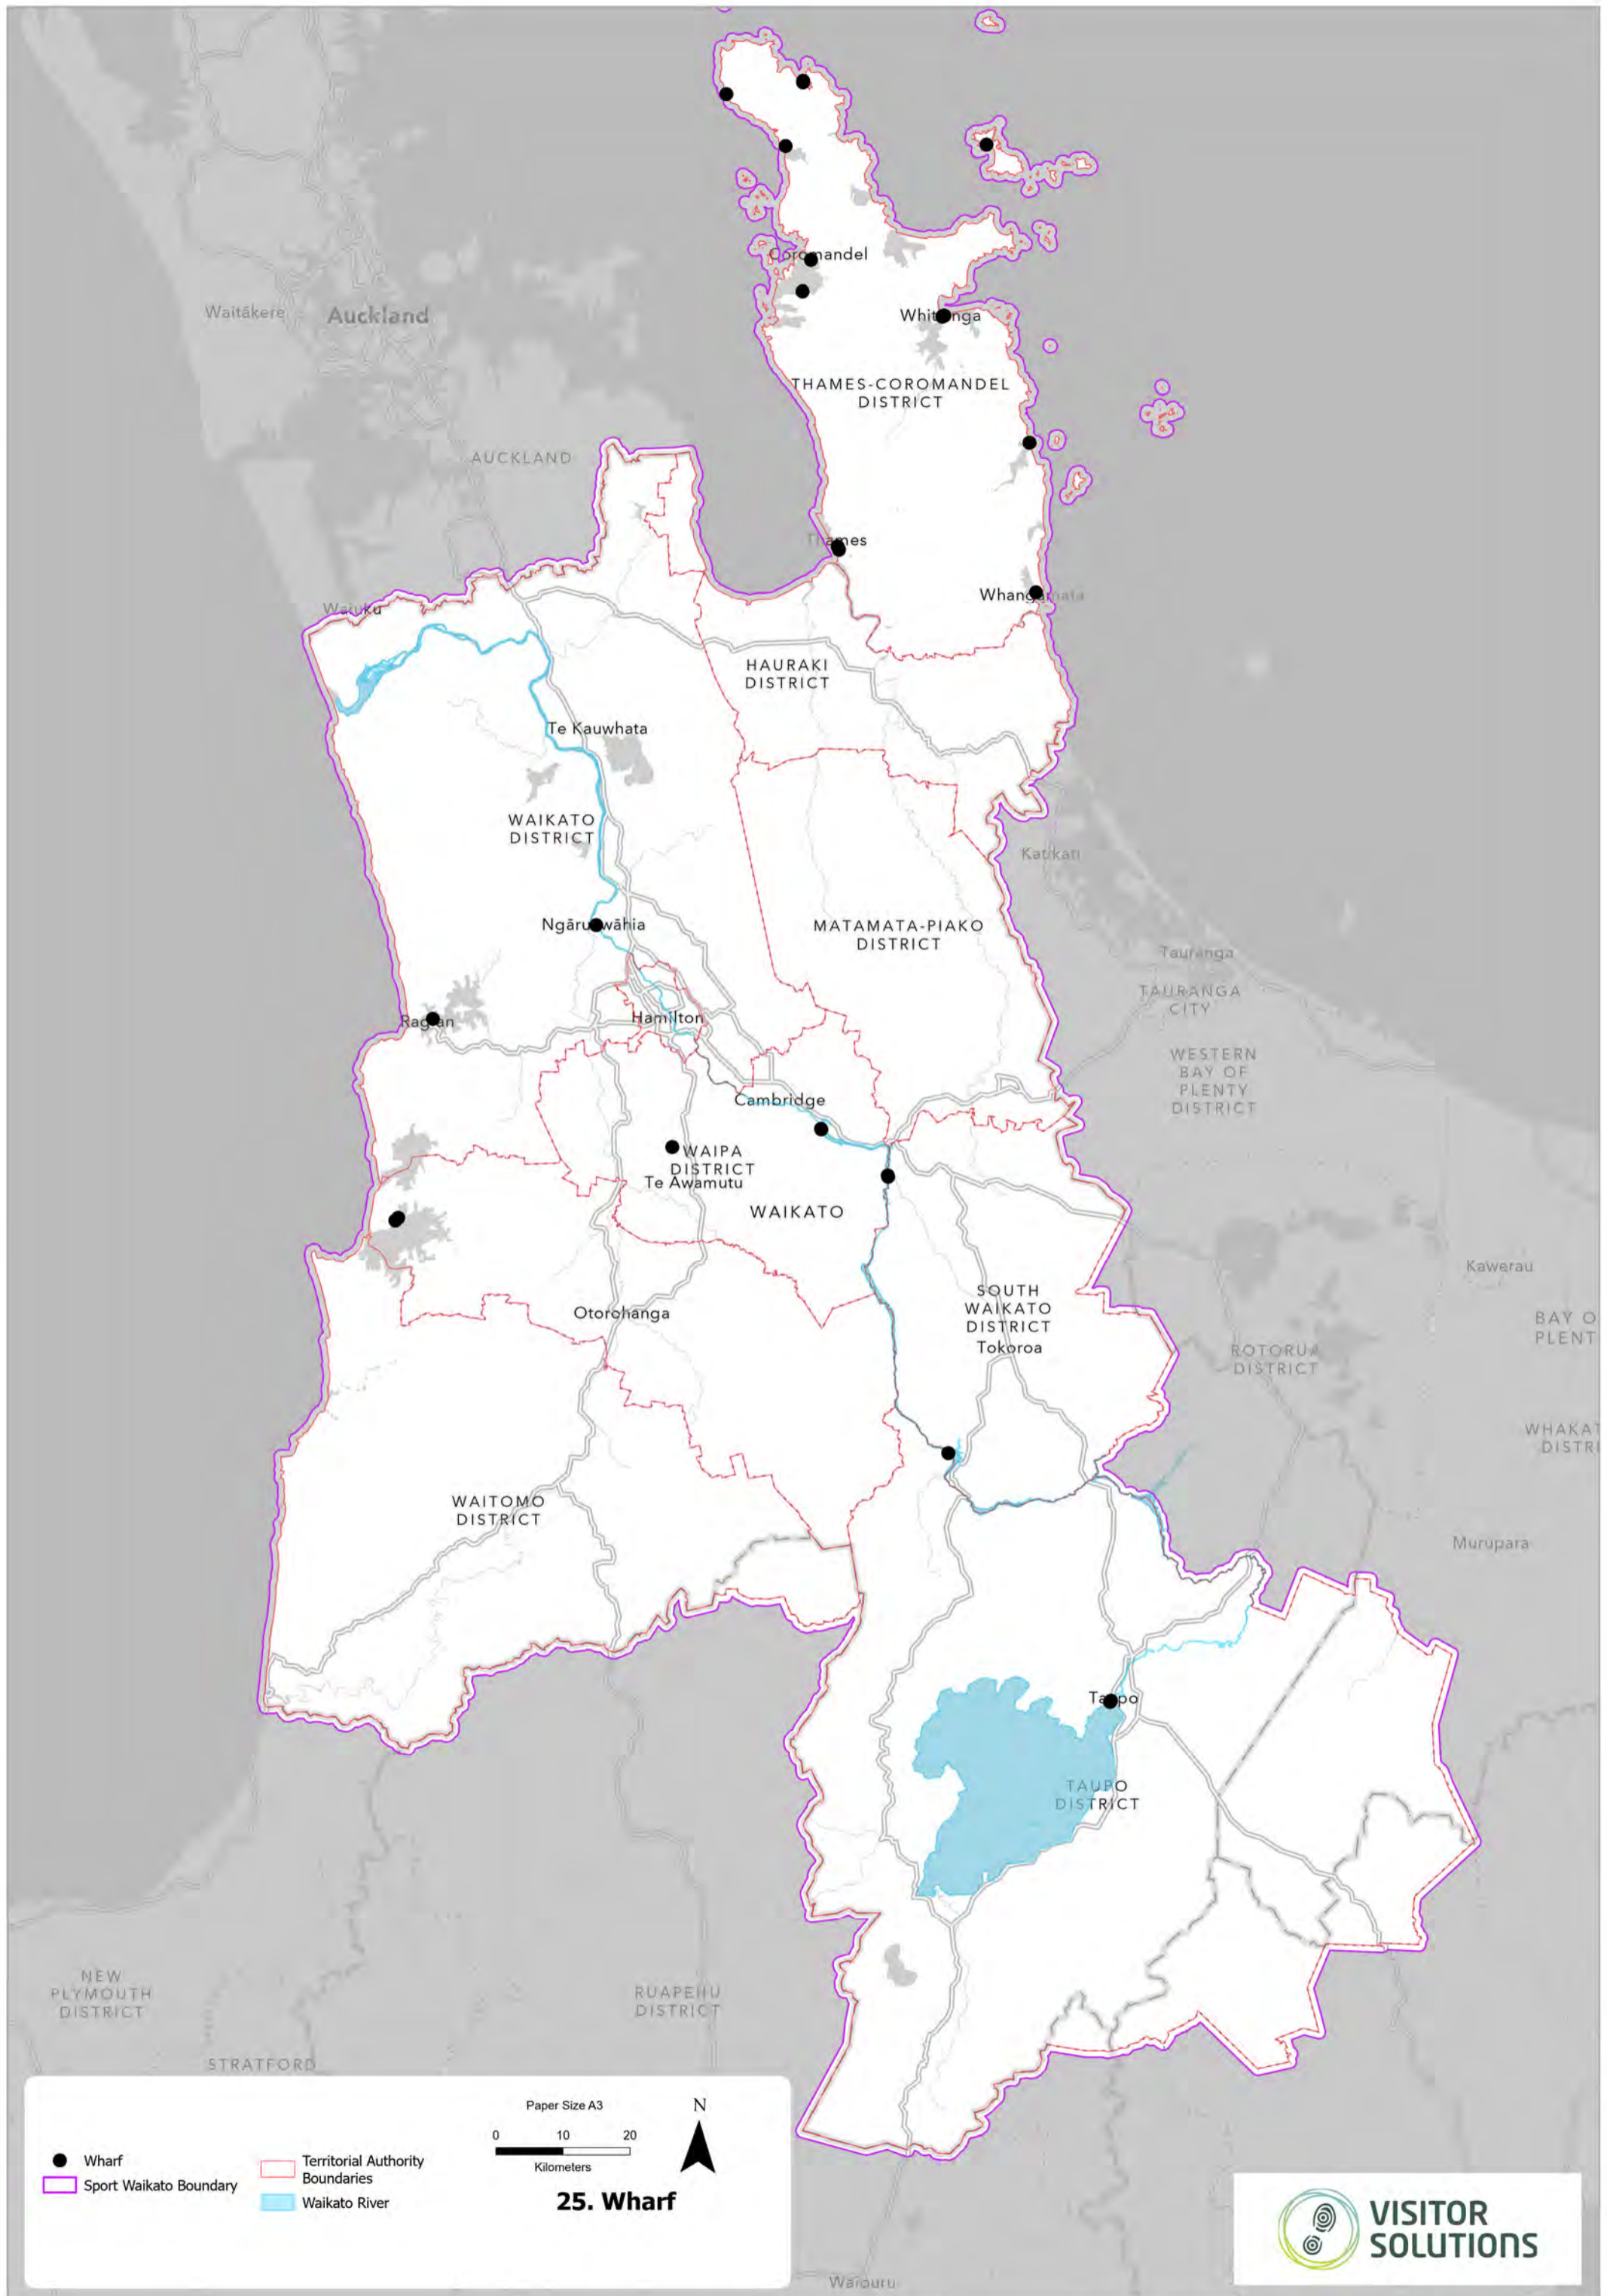 Coromandel
Waitākere
Auckland
Whitianga
THAMES-COROMANDEL
DISTRICT
AUCKLAND
Thames
Whangamata
Waiuku
HAURAKI
DISTRICT
Te Kauwhata
WAIKATO
DISTRICT
Katikati
Ngāruawāhia
MATAMATA-PIAKO
DISTRICT
Tauranga
TAURANGA
CITY
Raglan
Hamilton
WESTERN
BAY OF
PLENTY
DISTRICT
Cambridge
WAIPA
DISTRICT
Te Awamutu
WAIKATO
Kawerau
SOUTH
WAIKATO
DISTRICT
Tokoroa
Otorohanga
BAY O
PLENT
ROTORUA
DISTRICT
WHAKAT
DISTRI
WAITOMO
DISTRICT
Murupara
Taupo
TAUPO
DISTRICT
NEW
PLYMOUTH
DISTRICT
RUAPEHU
DISTRICT
STRATFORD
Paper Size A3
N
0 10 20
Kilometers
Wharf
Sport Waikato Boundary
Territorial Authority
Boundaries
Waikato River
25. Wharf
VISITOR
SOLUTIONS
Waiouru